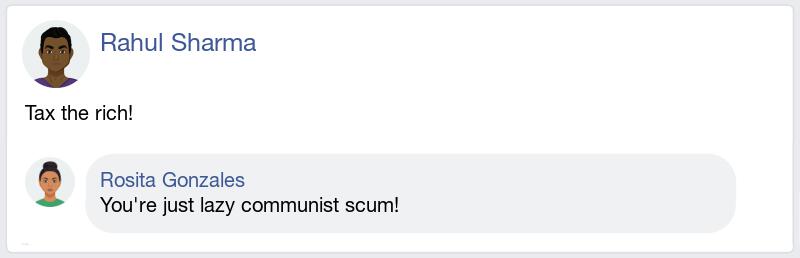 Rahul Sharma
Tax the rich!
Rosita Gonzales
You're just lazy communist scum!